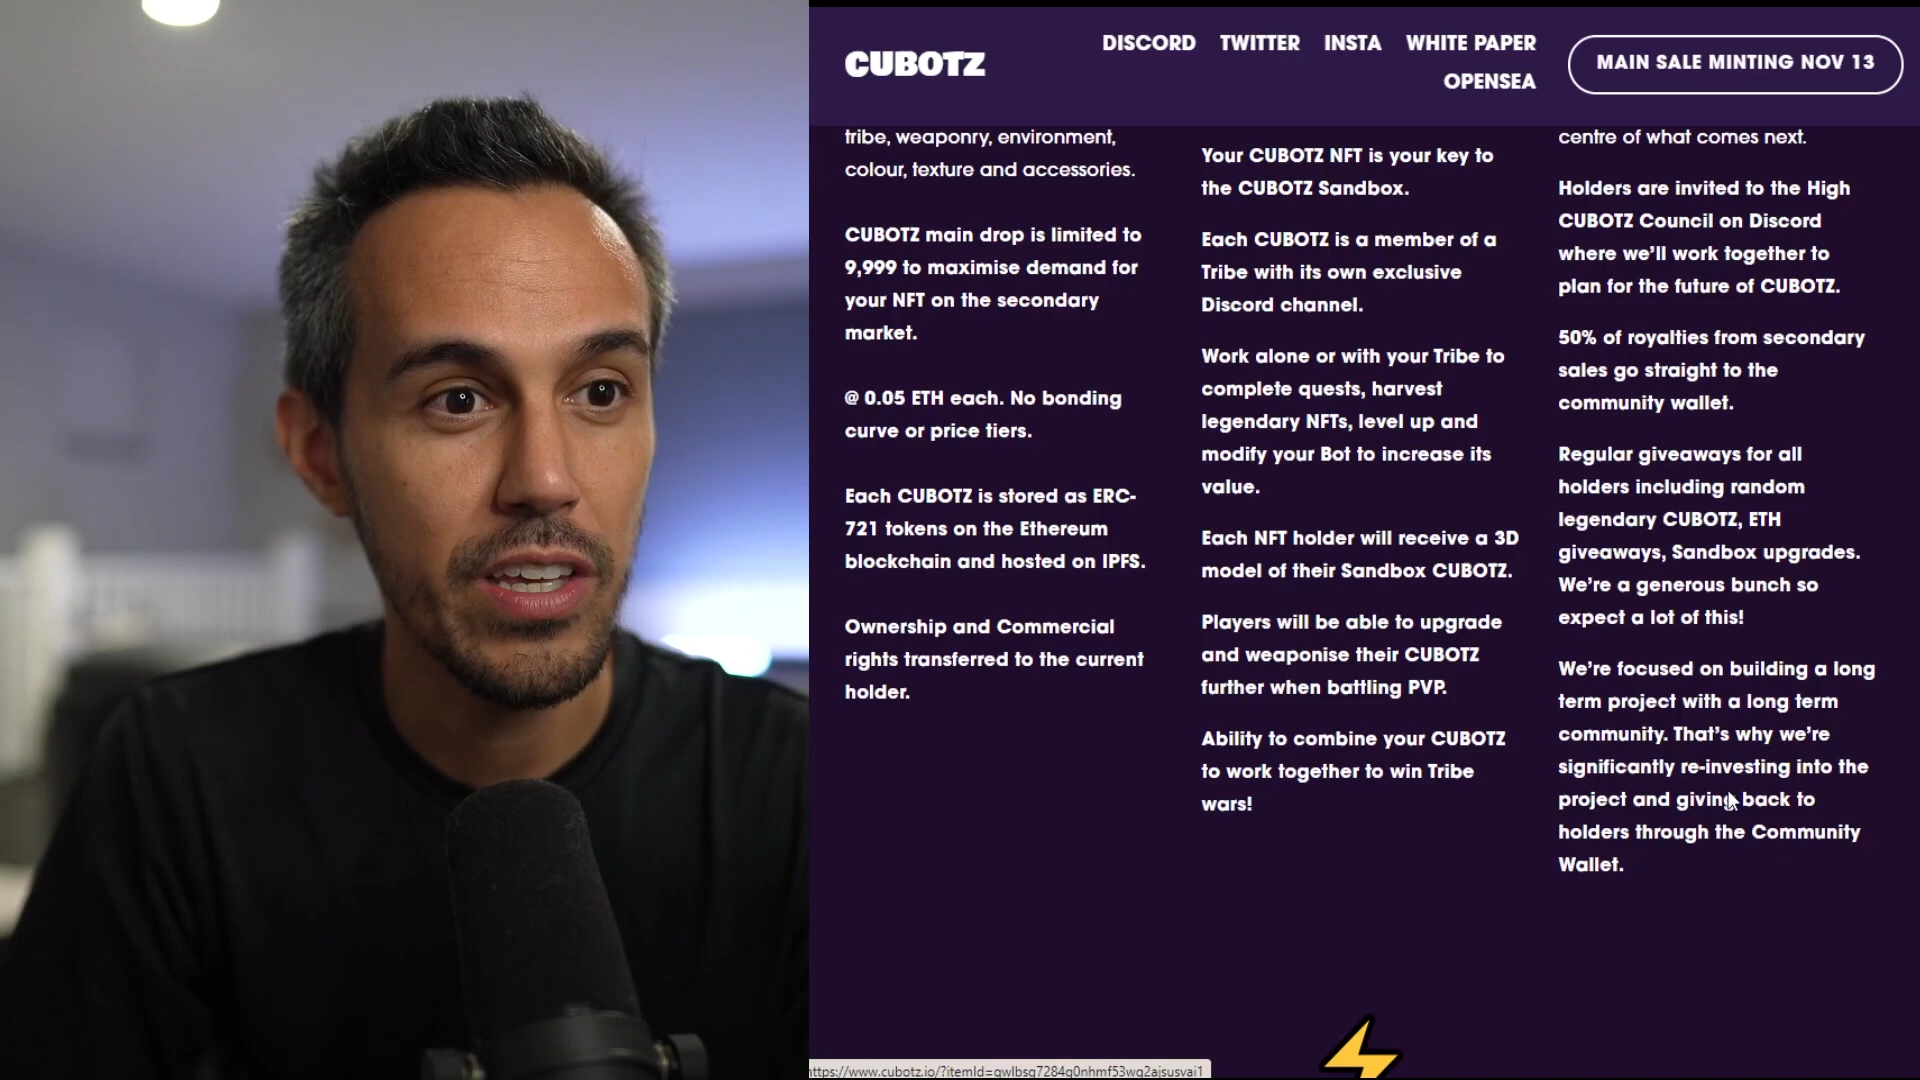 CUBOTZ
DISCORD TWITTER INSTA WHITE PAPER
OPENSEA
MAIN SALE MINTING NOV 13
tribe, weaponry, environment,
colour, texture and accessories.
CUBOTZ main drop is limited to
9,999 to maximise demand for
your NFT on the secondary
market.
@ 0.05 ETH each. No bonding
curve or price tiers.
Each CUBOTZ is stored as ERC-
721 tokens on the Ethereum
blockchain and hosted on IPFS.
Ownership and Commercial
rights transferred to the current
holder.
Your CUBOTZ NFT is your key to
the CUBOTZ Sandbox.
Each CUBOTZ is a member of a
Tribe with its own exclusive
Discord channel.
Work alone or with your Tribe to
complete quests, harvest
legendary NFTs, level up and
modify your Bot to increase its
value.
Each NFT holder will receive a 3D
model of their Sandbox CUBOTZ.
Players will be able to upgrade
and weaponise their CUBOTZ
further when battling PVP.
Ability to combine your CUBOTZ
to work together to win Tribe
wars!
centre of what comes next.
Holders are invited to the High
CUBOTZ Council on Discord
where we'll work together to
plan for the future of CUBOTZ.
50% of royalties from secondary
sales go straight to the
community wallet.
Regular giveaways for all
holders including random
legendary CUBOTZ, ETH
giveaways, Sandbox upgrades.
We're a generous bunch so
expect a lot of this!
We're focused on building a long
term project with a long term
community. That's why we're
significantly re-investing into the
project and giving back to
holders through the Community
Wallet.
https://www.cubotz.io/?itemId=qwlbsq7284q0nhmf53wq2ajsusvai1